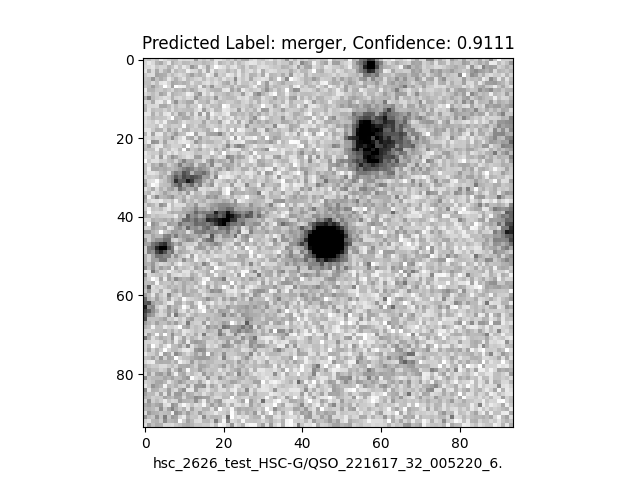 Predicted Label: merger, Confidence: 0.9111
0
20
40
60
80
0 20 40 60 80
hsc_2626_test_HSC-G/QSO_221617_32_005220_6.